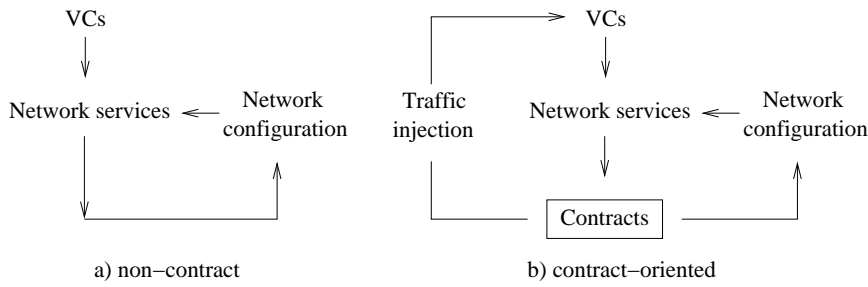 VCs
Network services
Network
configuration
a) non−contract
VCs
Traffic
injection
Network services
Network
configuration
Contracts
b) contract−oriented